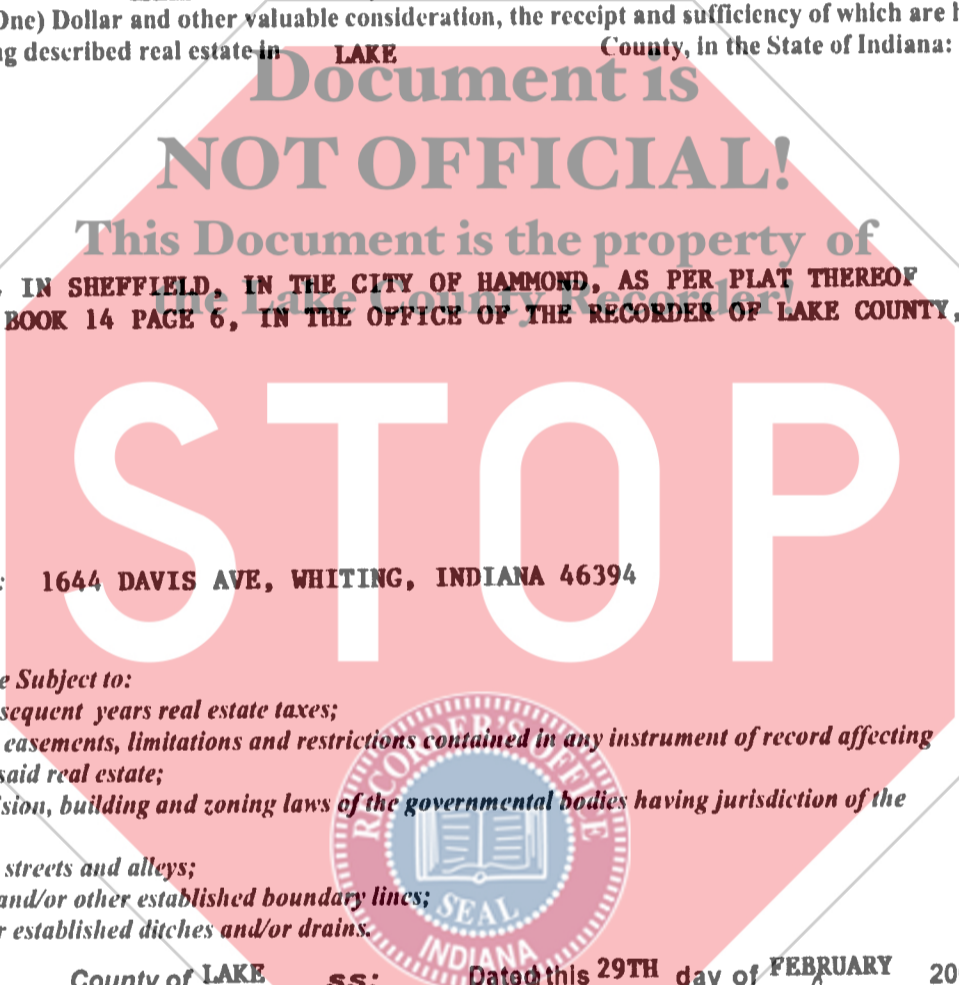 One) Dollar and other valuable consideration, the receipt and sufficiency of which are
ng described real estate in LAKE County, in the State of Indiana:
Document is
NOT OFFICIAL!
This Document is the property of
the Lake County Recorder!
IN SHEFFIELD, IN THE CITY OF HAMMOND, AS PER PLAT THEREOF
BOOK 14 PAGE 6, IN THE OFFICE OF THE RECORDER OF LAKE COUNTY,
STOP
: 1644 DAVIS AVE, WHITING, INDIANA 46394
e Subject to:
sequent years real estate taxes;
easements, limitations and restrictions contained in any instrument of record affecting
said real estate;
ision, building and zoning laws of the governmental bodies having jurisdiction of the
streets and alleys;
and/or other established boundary lines;
r established ditches and/or drains.
RECORDER'S OFFICE
SEAL
INDIANA
County of LAKE ss: Dated this 29TH day of FEBRUARY 20